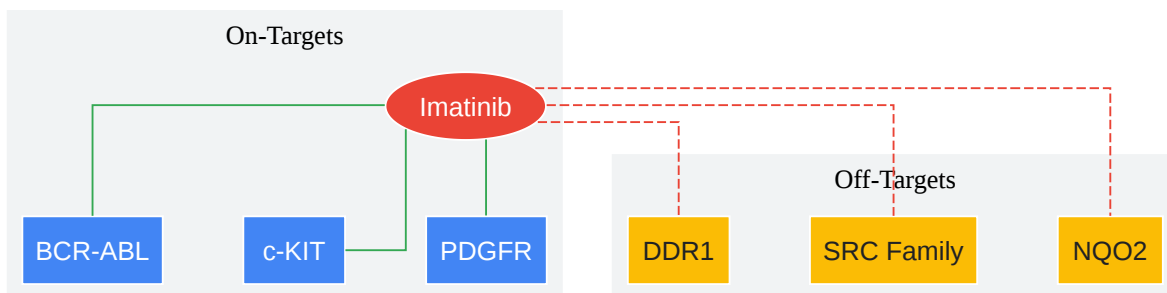 On-Targets
Imatinib
Off-Targets
BCR-ABL
c-KIT
PDGFR
DDR1
SRC Family
NQO2